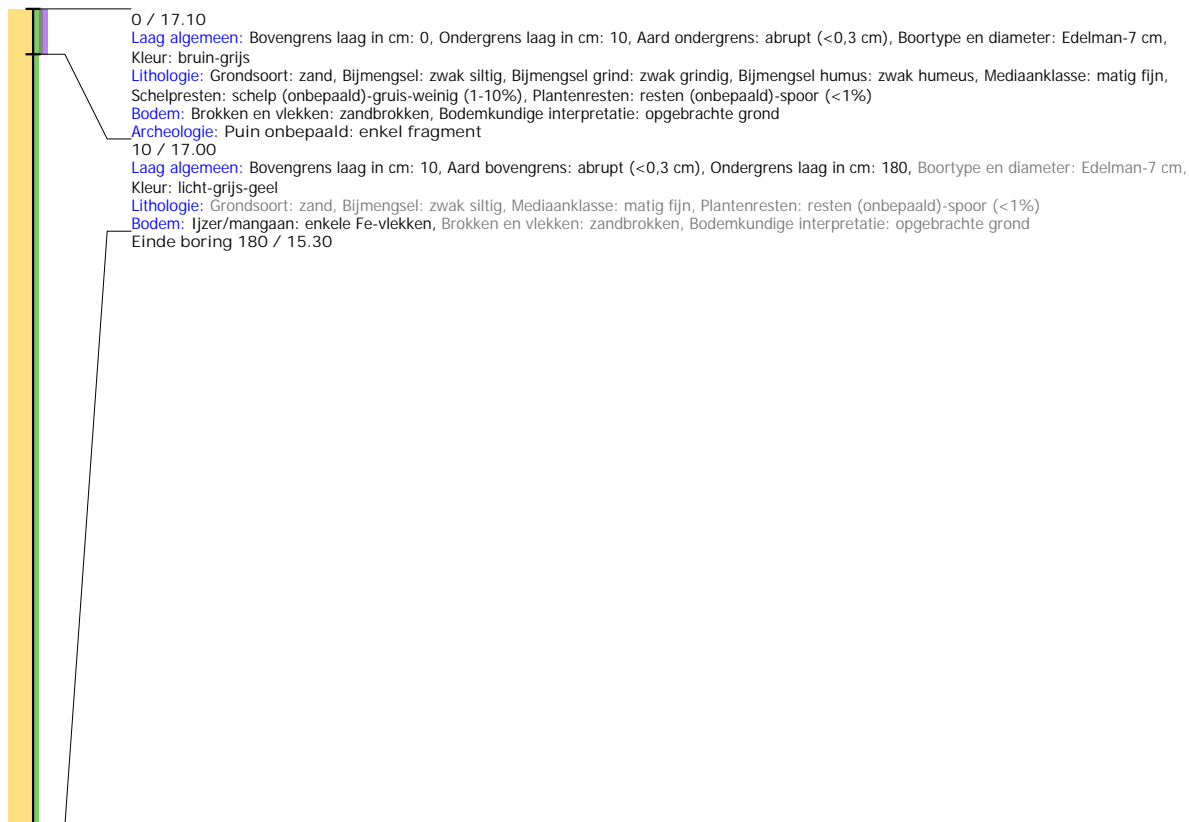 0 / 17.10
Laag algemeen: Bovengrens laag in cm: 0, Ondergrens laag in cm: 10, Aard ondergrens: abrupt (<0,3 cm), Boortype en diameter: Edelman-7 cm,
Kleur: bruin-grijs
Lithologie: Grondsoort: zand, Bijmengsel: zwak siltig, Bijmengsel grind: zwak grindig, Bijmengsel humus: zwak humeus, Mediaanklasse: matig fijn,
Schelpresten: schelp (onbepaald)-gruis-weinig (1-10%), Plantenresten: resten (onbepaald)-spoor (<1%)
Bodem: Brokken en vlekken: zandbrokken, Bodemkundige interpretatie: opgebrachte grond
Archeologie: Puin onbepaald: enkel fragment
10 / 17.00
Laag algemeen: Bovengrens laag in cm: 10, Aard bovengrens: abrupt (<0,3 cm), Ondergrens laag in cm: 180, Boortype en diameter: Edelman-7 cm,
Kleur: licht-grijs-geel
Lithologie: Grondsoort: zand, Bijmengsel: zwak siltig, Mediaanklasse: matig fijn, Plantenresten: resten (onbepaald)-spoor (<1%)
Bodem: Ijzer/mangaan: enkele Fe-vlekken, Brokken en vlekken: zandbrokken, Bodemkundige interpretatie: opgebrachte grond
Einde boring 180 / 15.30